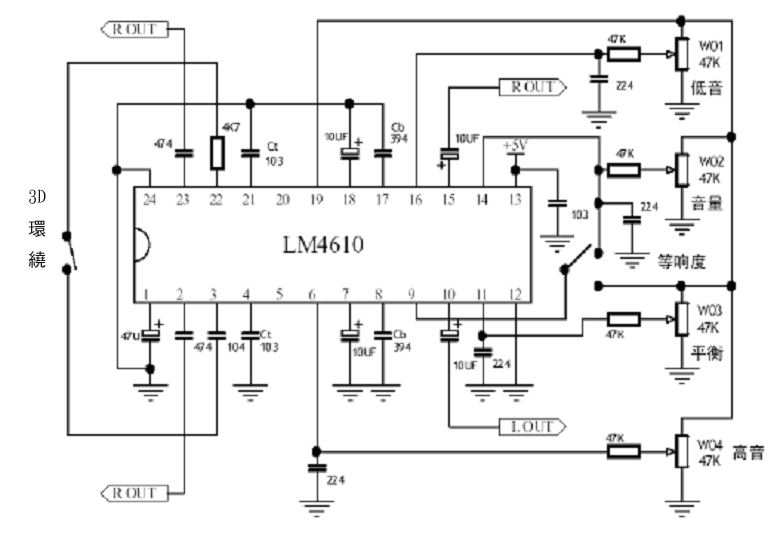 R OUT
47K
W01
47K
低音
224
R OUT
4K7
474
Ct
103
10UF
+
Cb
394
10UF
+
+5V
47K
W02
47K
音量
224
103
等响度
3D
環
繞
24 23 22 21 20 19 18 17 16 15 14 13
LM4610
1 2 3 4 5 6 7 8 9 10 11 12
47U
+
474
104
Ct
103
+
10UF
Cb
394
+
10UF
224
47K
W03
47K
平衡
L OUT
47K
W04
47K
高音
224
R OUT